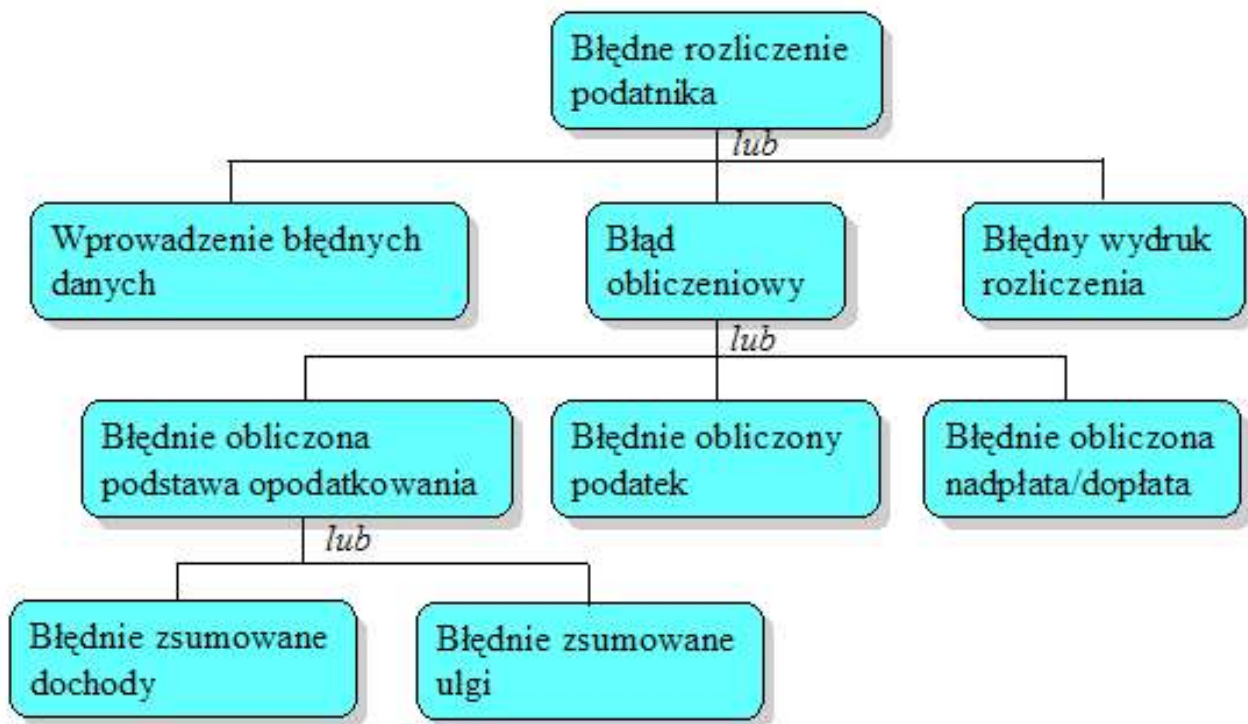 Błędne rozliczenie
podatnika
lub
Wprowadzenie błędnych
danych
Błąd
obliczeniowy
Błędny wydruk
rozliczenia
lub
Błędnie obliczona
podstawa opodatkowania
Błędnie obliczony
podatek
Błędnie obliczona
nadpłata/dopłata
lub
Błędnie zsumowane
dochody
Błędnie zsumowane
ulgi